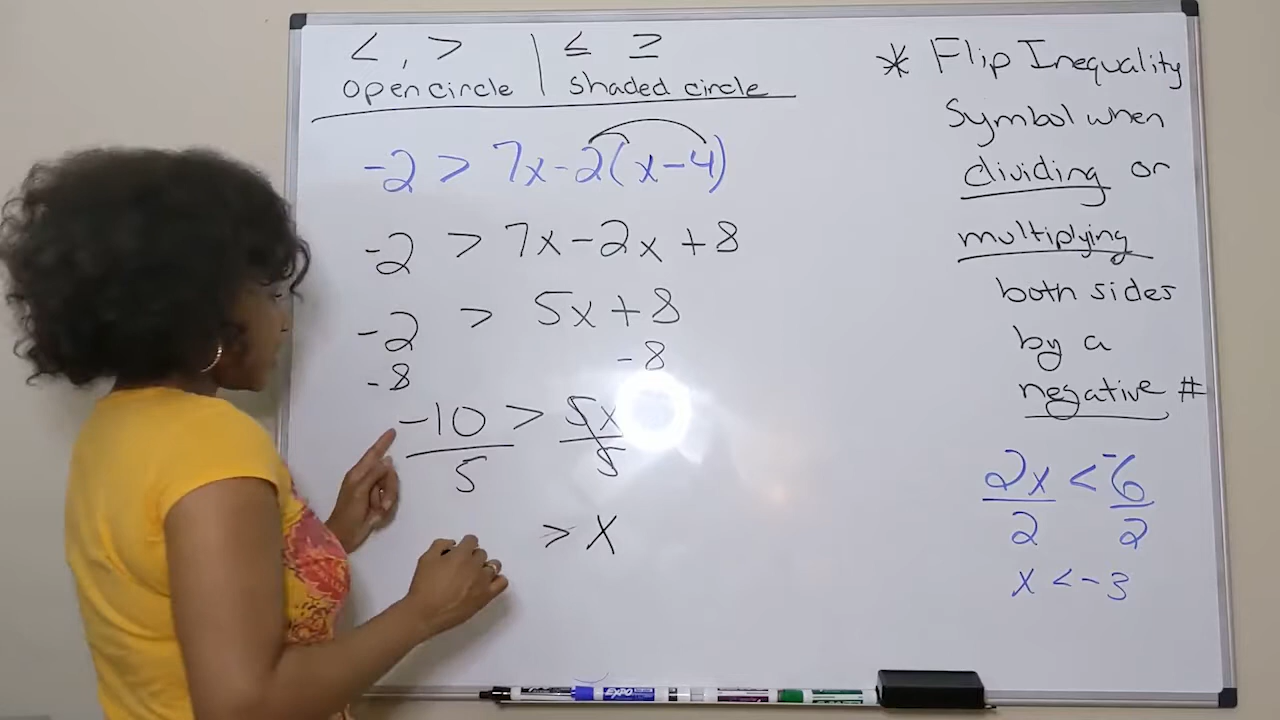 < , > | ≤ ≥
open circle | shaded circle
-2 > 7x-2(x-4)
-2 > 7x-2x+8
-2 > 5x+8
-8 -8
-10 > 5x
5 5
> x
* Flip Inequality
Symbol when
dividing or
multiplying
both sides
by a
negative #
2x < -6
2 2
x < -3
EXPO